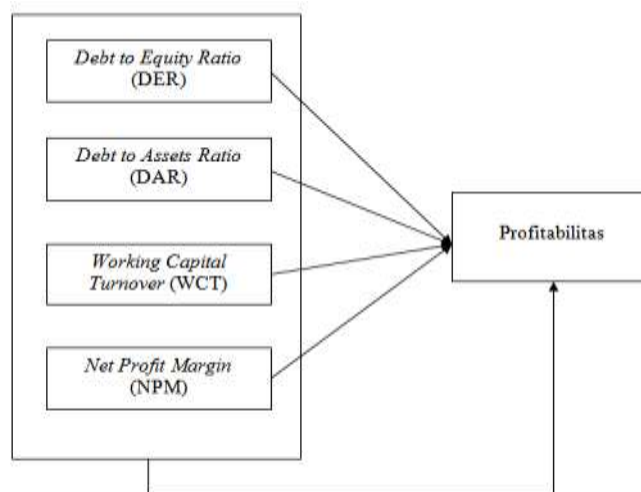 Debt to Equity Ratio
(DER)
Debt to Assets Ratio
(DAR)
Working Capital
Turnover (WCT)
Net Profit Margin
(NPM)
Profitabilitas